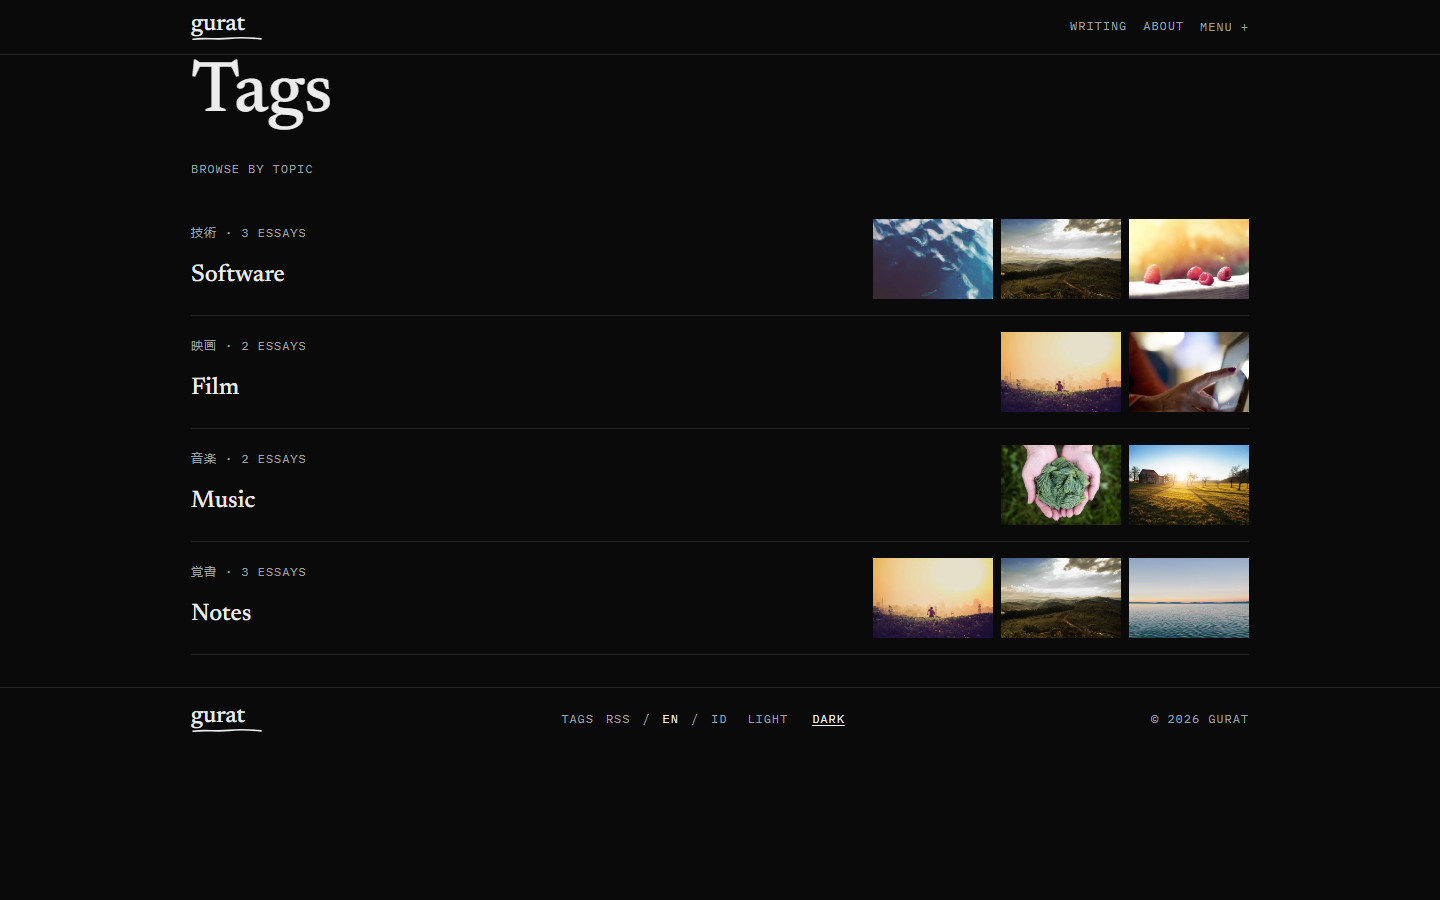 gurat
WRITING ABOUT MENU +
Tags
BROWSE BY TOPIC
技術 · 3 ESSAYS
Software
映画 · 2 ESSAYS
Film
音楽 · 2 ESSAYS
Music
覚書 · 3 ESSAYS
Notes
gurat
TAGS RSS / EN / ID LIGHT DARK
© 2026 GURAT